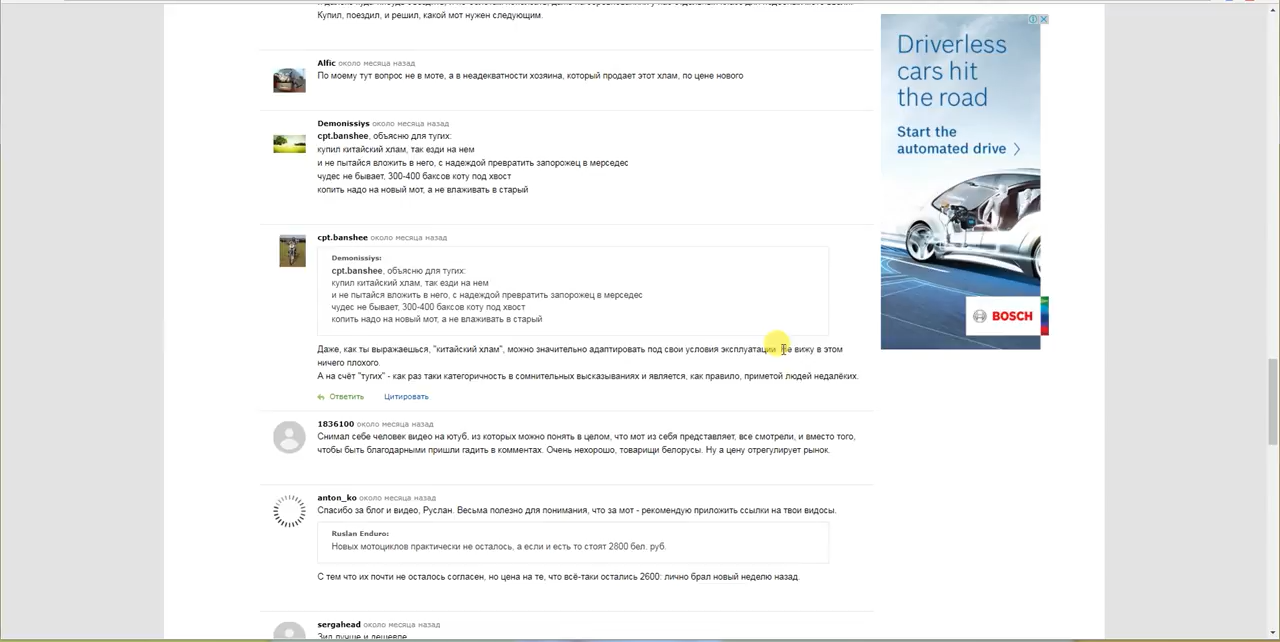 Купил, поездил, и решил, какой мот нужен следующим.
Alfic около месяца назад
По моему тут вопрос не в моте, а в неадекватности хозяина, который продает этот хлам, по цене нового
Demonissiys около месяца назад
cpt.banshee, объясню для тугих:
купил китайский хлам, так езди на нем
и не пытайся вложить в него, с надеждой превратить запорожец в мерседес
чудес не бывает, 300-400 баксов коту под хвост
копить надо на новый мот, а не влаживать в старый
cpt.banshee около месяца назад
Demonissiys:
cpt.banshee, объясню для тугих:
купил китайский хлам, так езди на нем
и не пытайся вложить в него, с надеждой превратить запорожец в мерседес
чудес не бывает, 300-400 баксов коту под хвост
копить надо на новый мот, а не влаживать в старый
Даже, как ты выражаешься, "китайский хлам", можно значительно адаптировать под свои условия эксплуатации. Не вижу в этом
ничего плохого.
А на счёт "тугих" - как раз таки категоричность в сомнительных высказываниях и является, как правило, приметой людей недалёких.
Ответить Цитировать
1836100 около месяца назад
Снимал себе человек видео на ютуб, из которых можно понять в целом, что мот из себя представляет, все смотрели, и вместо того,
чтобы быть благодарными пришли гадить в комментах. Очень нехорошо, товарищи белорусы. Ну а цену отрегулирует рынок.
anton_ko около месяца назад
Спасибо за блог и видео, Руслан. Весьма полезно для понимания, что за мот - рекомендую приложить ссылки на твои видосы.
Ruslan Enduro:
Новых мотоциклов практически не осталось, а если и есть то стоят 2800 бел. руб.
С тем что их почти не осталось согласен, но цена на те, что всё-таки остались 2600: лично брал новый неделю назад.
sergahead около месяца назад
Зид лучше и дешевле
Driverless
cars hit
the road
Start the
automated drive
BOSCH